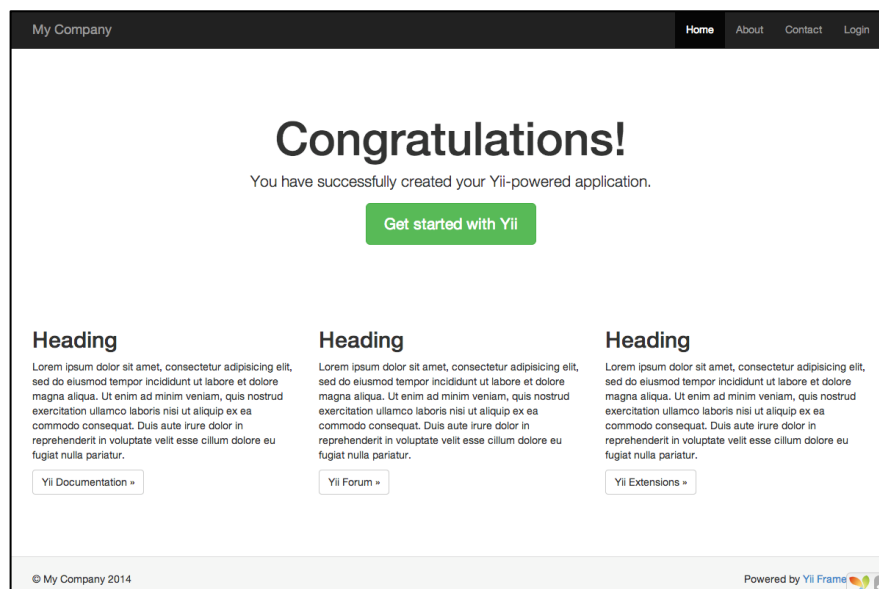 My Company Home About Contact Login
Congratulations!
You have successfully created your Yii-powered application.
Get started with Yii
Heading
Lorem ipsum dolor sit amet, consectetur adipisicing elit,
sed do eiusmod tempor incididunt ut labore et dolore
magna aliqua. Ut enim ad minim veniam, quis nostrud
exercitation ullamco laboris nisi ut aliquip ex ea
commodo consequat. Duis aute irure dolor in
reprehenderit in voluptate velit esse cillum dolore eu
fugiat nulla pariatur.
Yii Documentation »
Heading
Lorem ipsum dolor sit amet, consectetur adipisicing elit,
sed do eiusmod tempor incididunt ut labore et dolore
magna aliqua. Ut enim ad minim veniam, quis nostrud
exercitation ullamco laboris nisi ut aliquip ex ea
commodo consequat. Duis aute irure dolor in
reprehenderit in voluptate velit esse cillum dolore eu
fugiat nulla pariatur.
Yii Forum »
Heading
Lorem ipsum dolor sit amet, consectetur adipisicing elit,
sed do eiusmod tempor incididunt ut labore et dolore
magna aliqua. Ut enim ad minim veniam, quis nostrud
exercitation ullamco laboris nisi ut aliquip ex ea
commodo consequat. Duis aute irure dolor in
reprehenderit in voluptate velit esse cillum dolore eu
fugiat nulla pariatur.
Yii Extensions »
© My Company 2014 Powered by Yii Frame